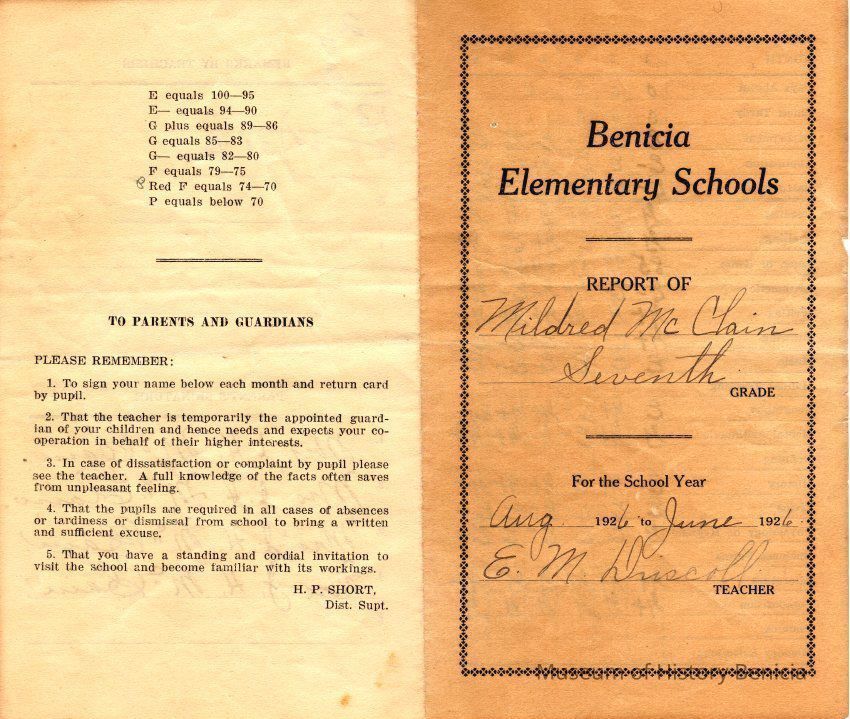 E equals 100—95
E— equals 94—90
G plus equals 89—86
G equals 85—83
G— equals 82—80
F equals 79—75
Red F equals 74—70
P equals below 70
TO PARENTS AND GUARDIANS
PLEASE REMEMBER:
1. To sign your name below each month and return card
by pupil.
2. That the teacher is temporarily the appointed guard-
ian of your children and hence needs and expects your co-
operation in behalf of their higher interests.
3. In case of dissatisfaction or complaint by pupil please
see the teacher. A full knowledge of the facts often saves
from unpleasant feeling.
4. That the pupils are required in all cases of absences
or tardiness or dismissal from school to bring a written
and sufficient excuse.
5. That you have a standing and cordial invitation to
visit the school and become familiar with its workings.
H. P. SHORT,
Dist. Supt.
Benicia
Elementary Schools
REPORT OF
Mildred Mc Clain
Seventh
GRADE
For the School Year
Aug. 1926 to June 1926
E. M. Driscoll
TEACHER
Museum of History Benicia